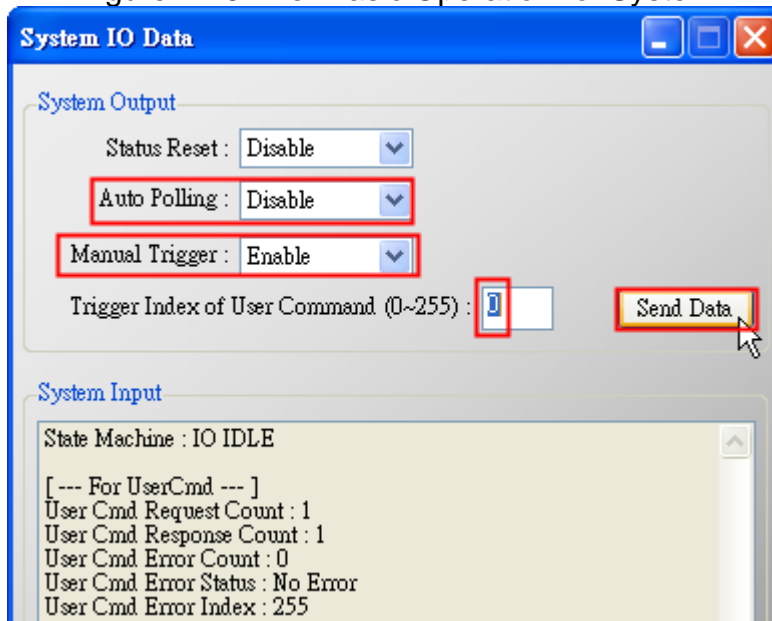 System IO Data
System Output
Status Reset : Disable
Auto Polling : Disable
Manual Trigger : Enable
Trigger Index of User Command (0~255) : 0
Send Data
System Input
State Machine : IO IDLE
[ --- For UserCmd --- ]
User Cmd Request Count : 1
User Cmd Response Count : 1
User Cmd Error Count : 0
User Cmd Error Status : No Error
User Cmd Error Index : 255